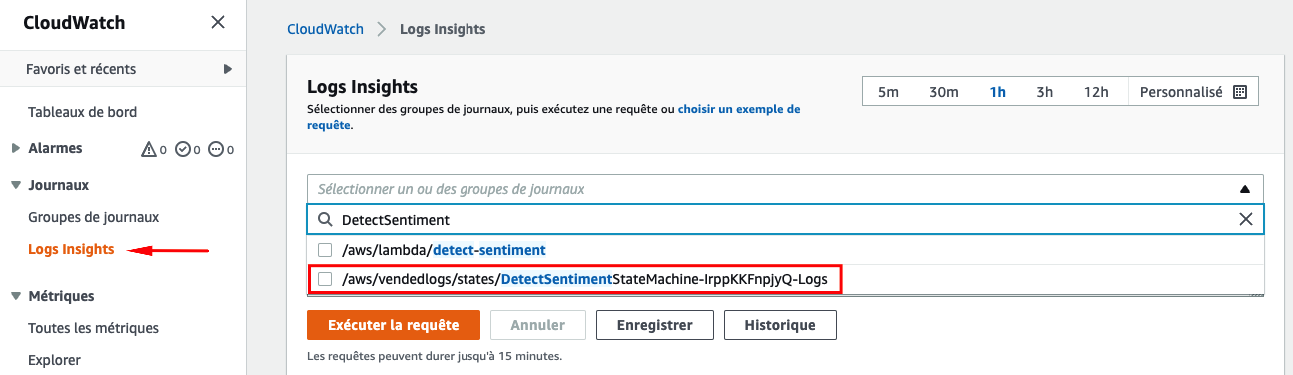 CloudWatch
Favoris et récents
Tableaux de bord
Alarmes 0 0 0
Journaux
Groupes de journaux
Logs Insights
Métriques
Toutes les métriques
Explorer
CloudWatch > Logs Insights
Logs Insights
Sélectionner des groupes de journaux, puis exécutez une requête ou choisir un exemple de
requête.
5m 30m 1h 3h 12h Personnalisé
Sélectionner un ou des groupes de journaux
DetectSentiment
/aws/lambda/detect-sentiment
/aws/vendedlogs/states/DetectSentimentStateMachine-IrppKKFnpjyQ-Logs
Exécuter la requête Annuler Enregistrer Historique
Les requêtes peuvent durer jusqu'à 15 minutes.